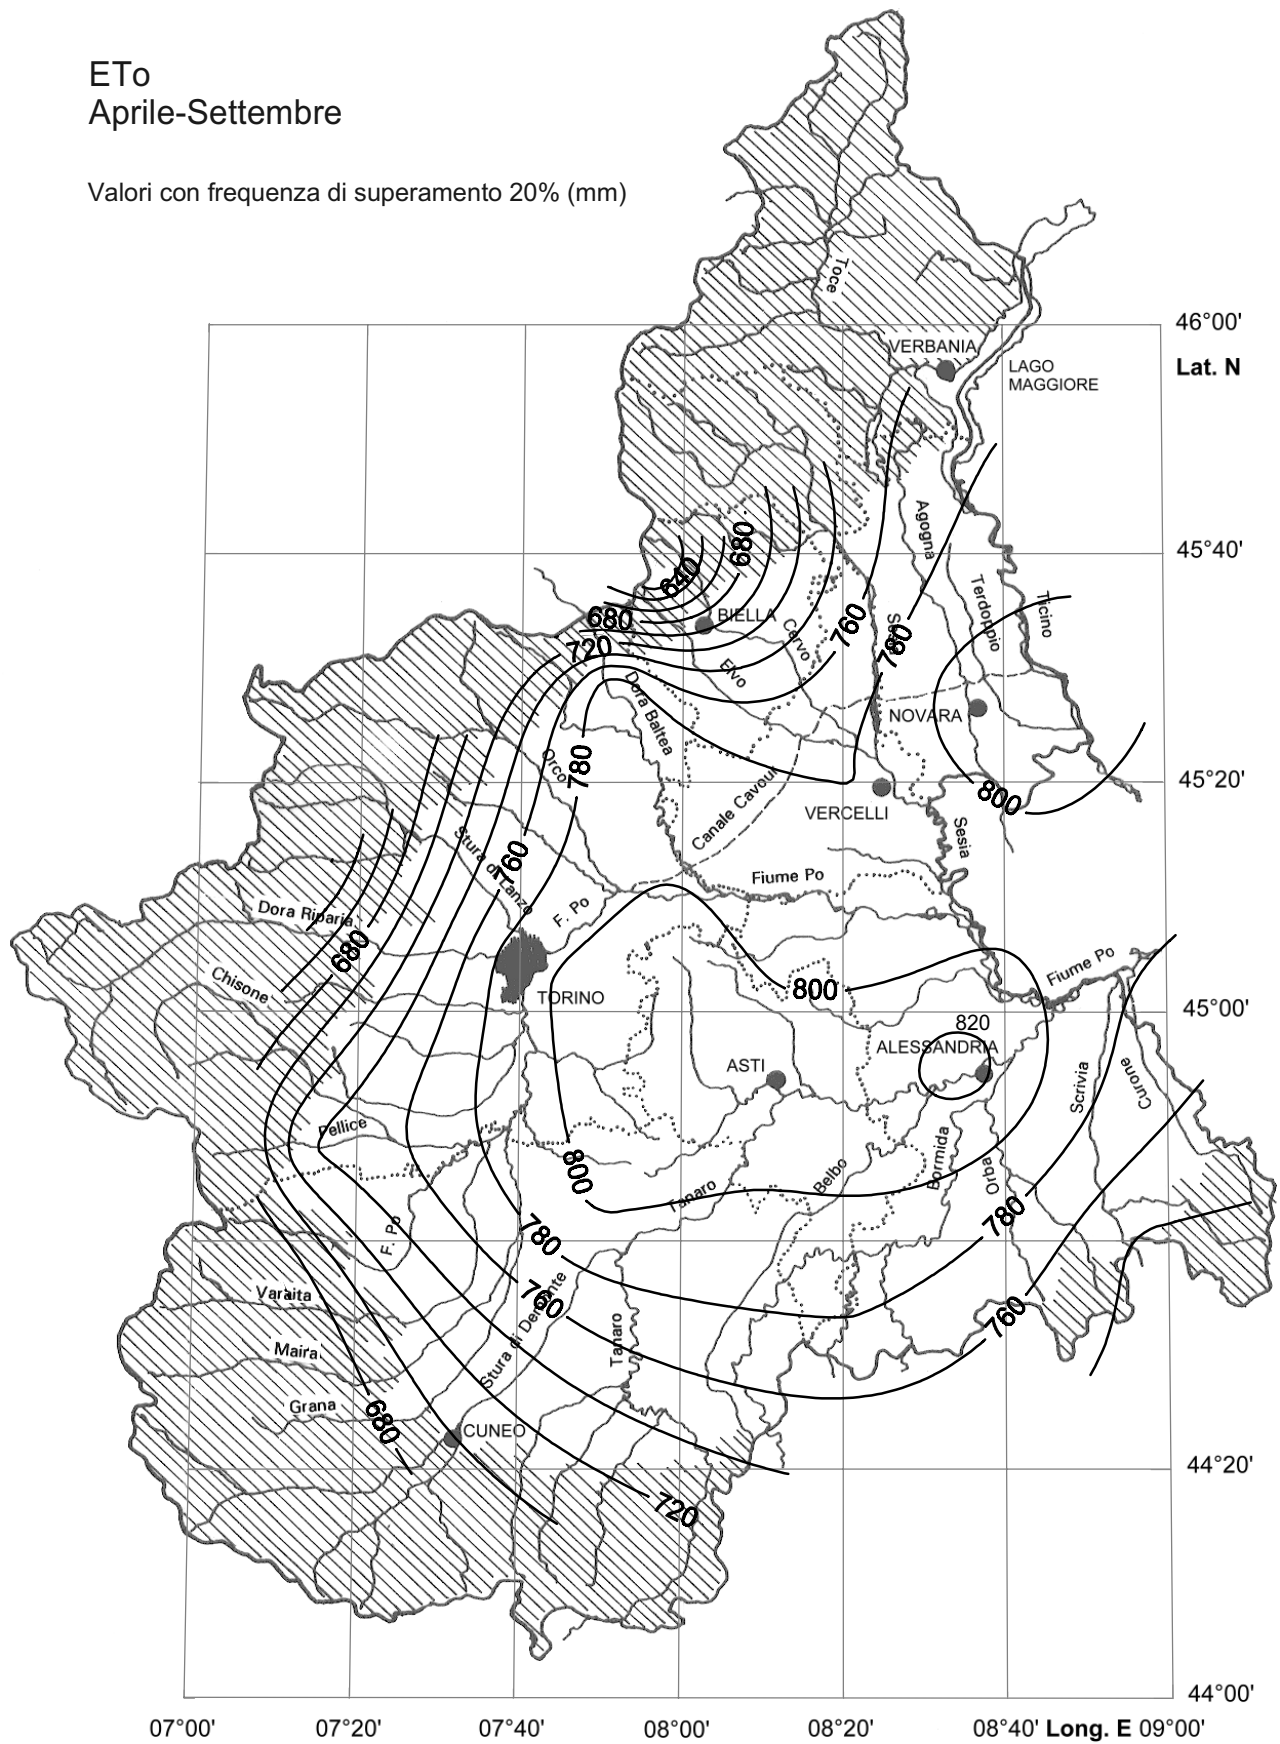 ETo
Aprile-Settembre
Valori con frequenza di superamento 20% (mm)
Toce
46°00'
VERBANIA
Lat. N
LAGO
MAGGIORE
Agogna
680
45°40'
640
Terdoppio
Ticino
680
BIELLA
Cervo
760
780
720
Elvo
Dora Baltea
NOVARA
Orco
780
45°20'
800
Canale Cavour
VERCELLI
Sesia
Stura di Lanzo
760
Fiume Po
Dora Riparia
F. Po
680
Chisone
Fiume Po
800
TORINO
45°00'
820
ALESSANDRIA
ASTI
Scrivia
Curone
Pellice
800
Belbo
Bormida
Orba
Tanaro
780
F. Po
780
Varaita
760
760
Stura di Demonte
Tanaro
Maira
Grana
680
CUNEO
44°20'
720
44°00'
07°00' 07°20' 07°40' 08°00' 08°20' 08°40' Long. E 09°00'